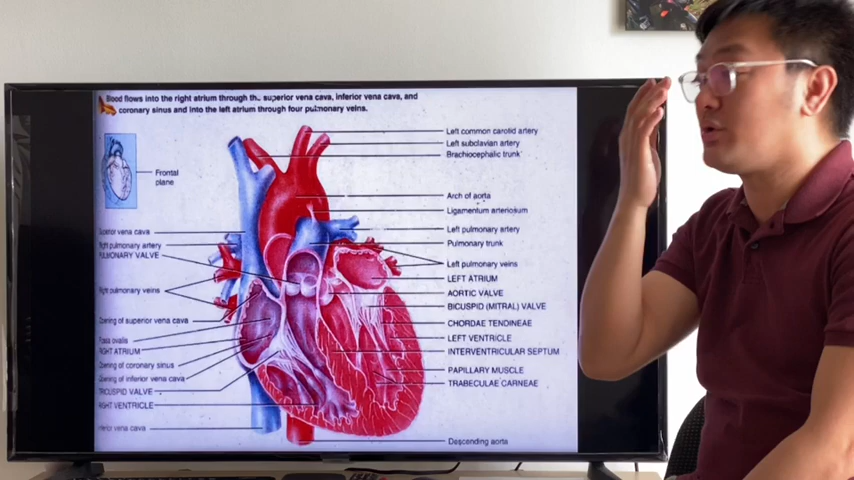 Blood flows into the right atrium through the superior vena cava, inferior vena cava, and
coronary sinus and into the left atrium through four pulmonary veins.
Frontal
plane
Left common carotid artery
Left subclavian artery
Brachiocephalic trunk
Arch of aorta
Ligamentum arteriosum
Left pulmonary artery
Pulmonary trunk
Left pulmonary veins
LEFT ATRIUM
AORTIC VALVE
BICUSPID (MITRAL) VALVE
CHORDAE TENDINEAE
LEFT VENTRICLE
INTERVENTRICULAR SEPTUM
PAPILLARY MUSCLE
TRABECULAE CARNEAE
Descending aorta
Superior vena cava
Right pulmonary artery
PULMONARY VALVE
Right pulmonary veins
Opening of superior vena cava
Fossa ovalis
RIGHT ATRIUM
Opening of coronary sinus
Opening of inferior vena cava
TRICUSPID VALVE
RIGHT VENTRICLE
Inferior vena cava